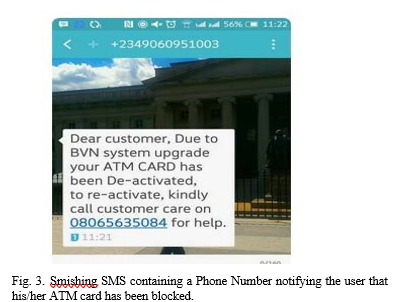 56% 11:22
+2349060951003
Dear customer, Due to
BVN system upgrade
your ATM CARD has
been De-activated,
to re-activate, kindly
call customer care on
08065635084 for help.
11:21
Fig. 3. Smishing SMS containing a Phone Number notifying the user that
his/her ATM card has been blocked.